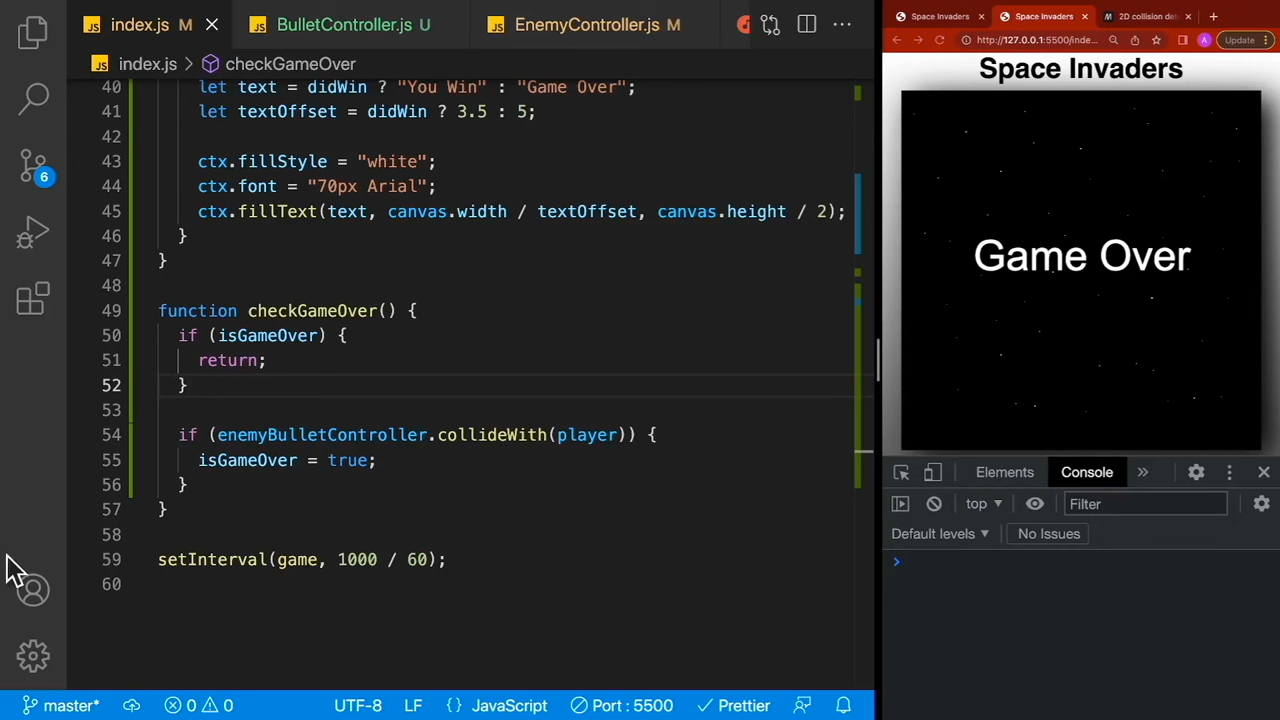 index.js M
BulletController.js U
EnemyController.js M
index.js > checkGameOver
40 let text = didWin ? "You Win" : "Game Over";
41 let textOffset = didWin ? 3.5 : 5;
42
43 ctx.fillStyle = "white";
44 ctx.font = "70px Arial";
45 ctx.fillText(text, canvas.width / textOffset, canvas.height / 2);
46 }
47 }
48
49 function checkGameOver() {
50 if (isGameOver) {
51 return;
52 }
53
54 if (enemyBulletController.collideWith(player)) {
55 isGameOver = true;
56 }
57 }
58
59 setInterval(game, 1000 / 60);
60
6
master*
0 0
UTF-8
LF
{ } JavaScript
Port : 5500
Prettier
Space Invaders
Space Invaders
2D collision det
http://127.0.0.1:5500/inde...
A
Update
Space Invaders
Game Over
Elements
Console
top
Filter
Default levels
No Issues